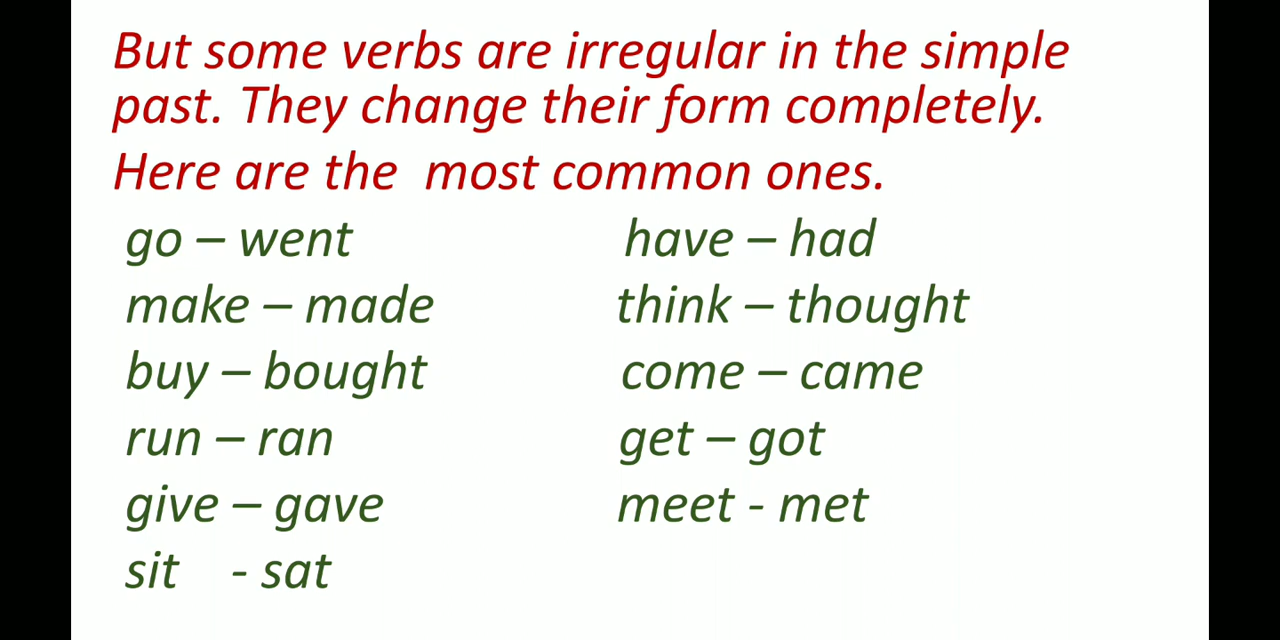 But some verbs are irregular in the simple
past. They change their form completely.
Here are the  most common ones.
go – went have – had
make – made think – thought
buy – bought come – came
run – ran get – got
give – gave meet - met
sit - sat